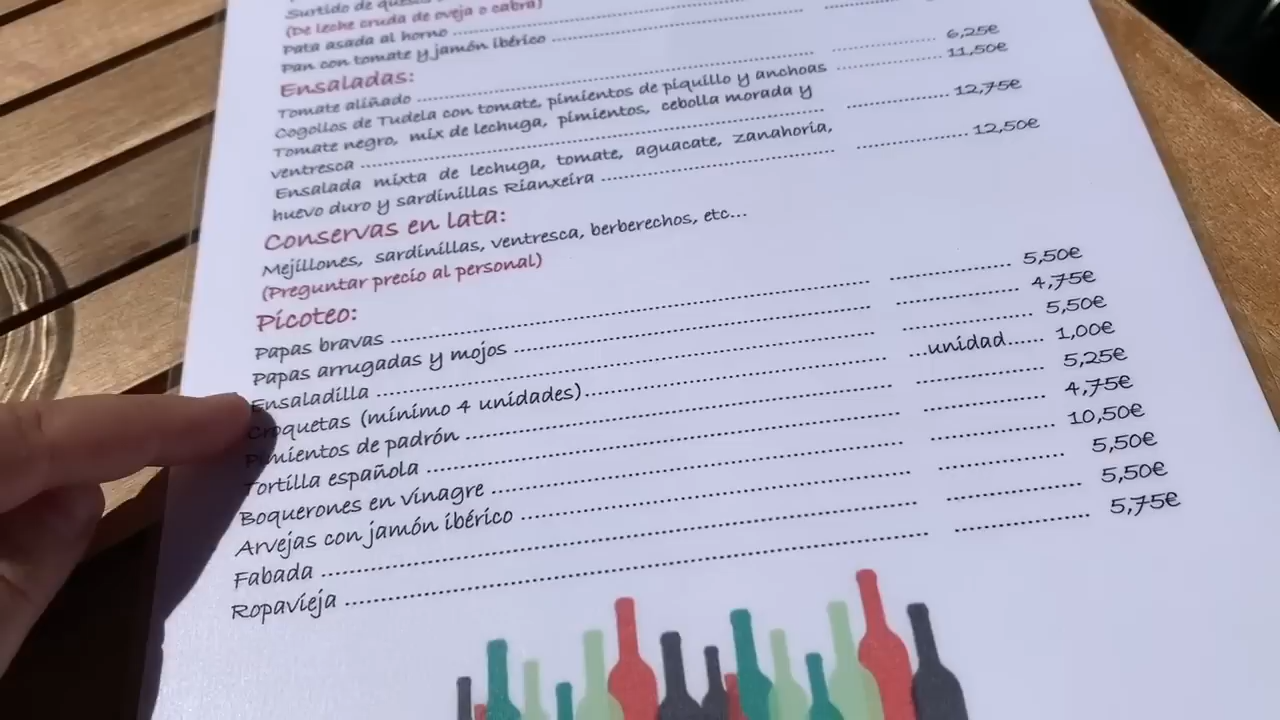 Surtido de
(De leche cruda de oveja o cabra)
Pata asada al horno
Pan con tomate y jamón ibérico
Ensaladas:
Tomate aliñado 6,25€
Cogollos de Tudela con tomate, pimientos de piquillo y anchoas 11,50€
Tomate negro, mix de lechuga, pimientos, cebolla morada y
ventresca 12,75€
Ensalada mixta de lechuga, tomate, aguacate, zanahoria,
huevo duro y sardinillas Rianxeira 12,50€
Conservas en lata:
Mejillones, sardinillas, ventresca, berberechos, etc...
(Preguntar precio al personal)
Picoteo:
Papas bravas 5,50€
Papas arrugadas y mojos 4,75€
Ensaladilla 5,50€
Croquetas (mínimo 4 unidades) ...unidad...... 1,00€
Pimientos de padrón 5,25€
Tortilla española 4,75€
Boquerones en vinagre 10,50€
Arvejas con jamón ibérico 5,50€
Fabada 5,50€
Ropavieja 5,75€